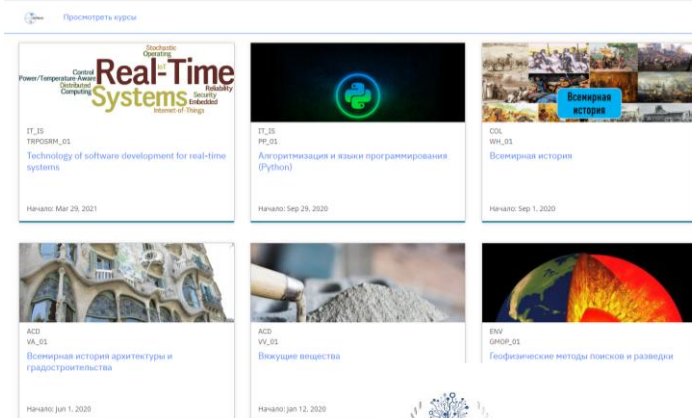 Просмотреть курсы
Stochastic
Operating
Control
IoT
Power/Temperature-Aware
Real-Time
Distributed
Reliability
Computing
Systems
Security
Embedded
Internet-of-Things
Всемирная
история
IT_IS
TRPOSRM_01
Technology of software development for real-time
systems
Начало: Mar 29, 2021
IT_IS
PP_01
Алгоритмизация и языки программирования
(Python)
Начало: Sep 29, 2020
COL
WH_01
Всемирная история
Начало: Sep 1, 2020
ACD
VA_01
Всемирная история архитектуры и
градостроительства
Начало: Jun 1, 2020
ACD
VV_01
Вяжущие вещества
Начало: Jan 12, 2020
ENV
GMOP_01
Геофизические методы поисков и разведки